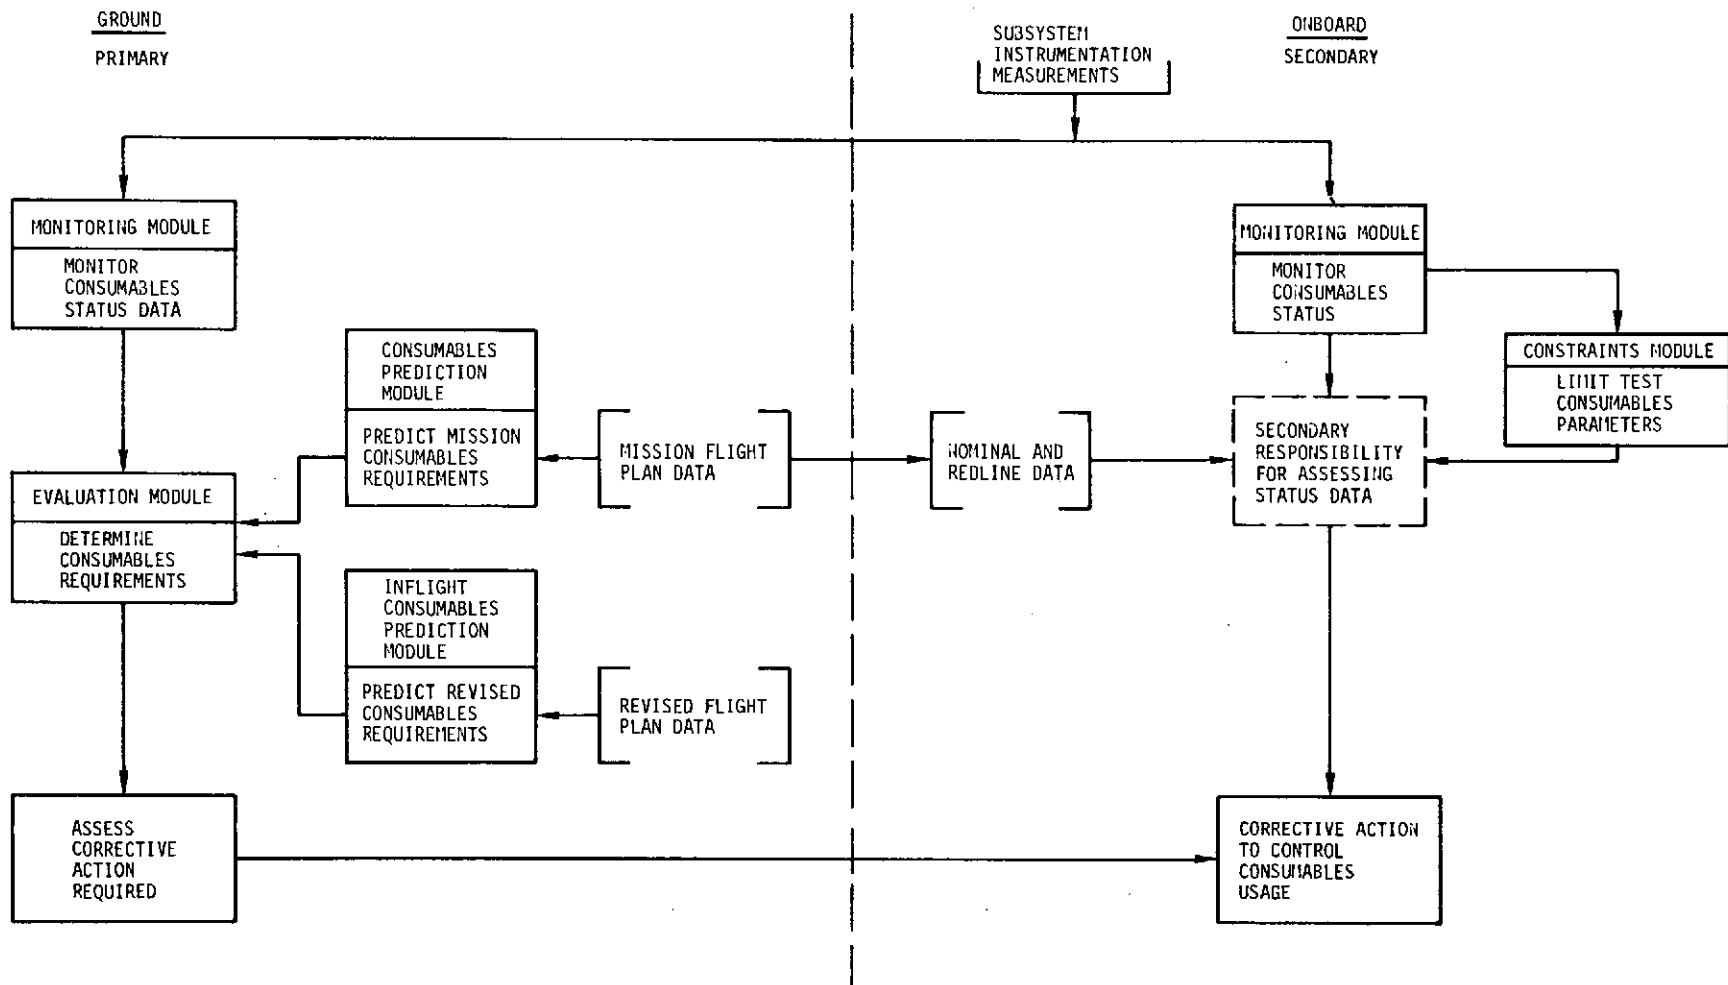 GROUND
PRIMARY
SUBSYSTEM
INSTRUMENTATION
MEASUREMENTS
ONBOARD
SECONDARY
MONITORING MODULE
MONITOR
CONSUMABLES
STATUS DATA
MONITORING MODULE
MONITOR
CONSUMABLES
STATUS
CONSTRAINTS MODULE
LIMIT TEST
CONSUMABLES
PARAMETERS
CONSUMABLES
PREDICTION
MODULE
PREDICT MISSION
CONSUMABLES
REQUIREMENTS
MISSION FLIGHT
PLAN DATA
NOMINAL AND
REDLINE DATA
SECONDARY
RESPONSIBILITY
FOR ASSESSING
STATUS DATA
EVALUATION MODULE
DETERMINE
CONSUMABLES
REQUIREMENTS
INFLIGHT
CONSUMABLES
PREDICTION
MODULE
PREDICT REVISED
CONSUMABLES
REQUIREMENTS
REVISED FLIGHT
PLAN DATA
ASSESS
CORRECTIVE
ACTION
REQUIRED
CORRECTIVE ACTION
TO CONTROL
CONSUMABLES
USAGE